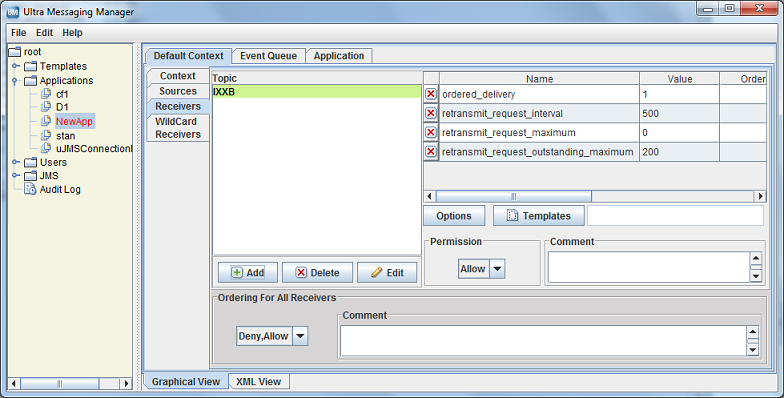 UM Ultra Messaging Manager
File Edit Help
root
Templates
Applications
cf1
D1
NewApp
stan
uJMSConnection
Users
JMS
Audit Log
Default Context Event Queue Application
Context
Sources
Receivers
WildCard
Receivers
Topic
IXXB
Name Value Order
ordered_delivery 1
retransmit_request_interval 500
retransmit_request_maximum 0
retransmit_request_outstanding_maximum 200
Options Templates
Permission
Allow
Comment
Add Delete Edit
Ordering For All Receivers
Deny,Allow
Comment
Graphical View XML View